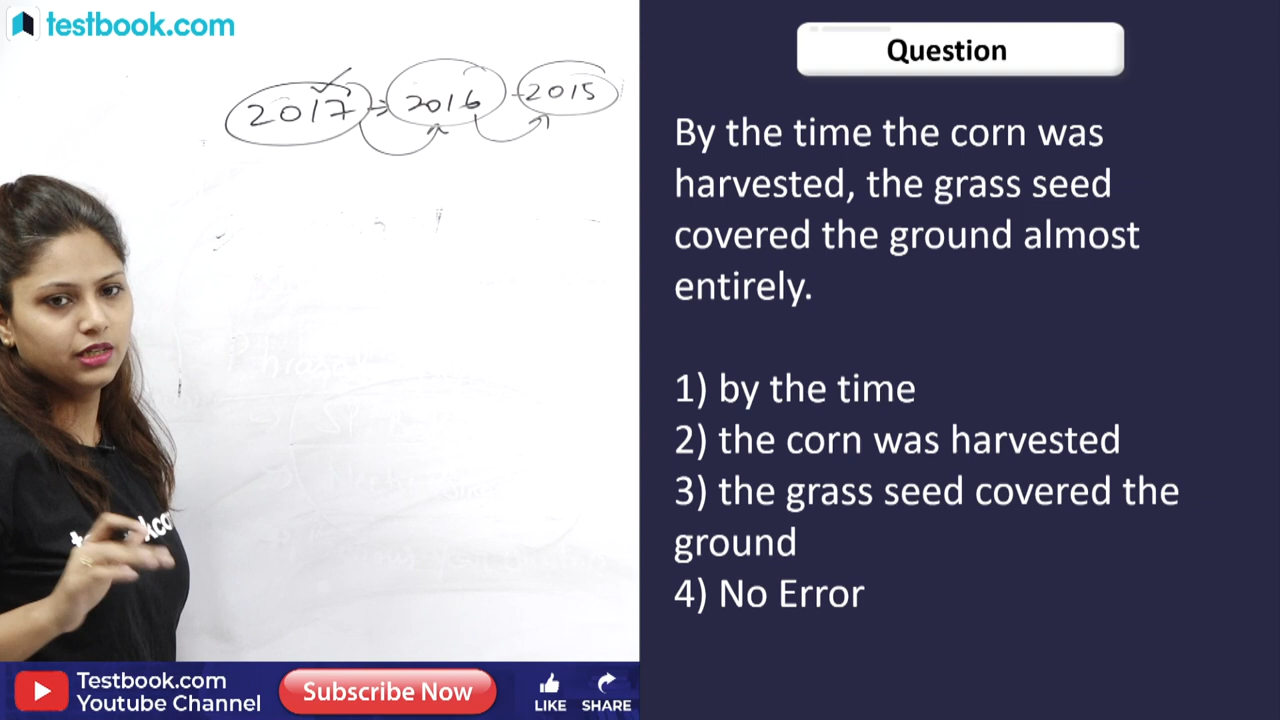 testbook.com
2017 → 2016 - 2015
Question
By the time the corn was
harvested, the grass seed
covered the ground almost
entirely.
1) by the time
2) the corn was harvested
3) the grass seed covered the
ground
4) No Error
Testbook.com
Youtube Channel
Subscribe Now
LIKE
SHARE